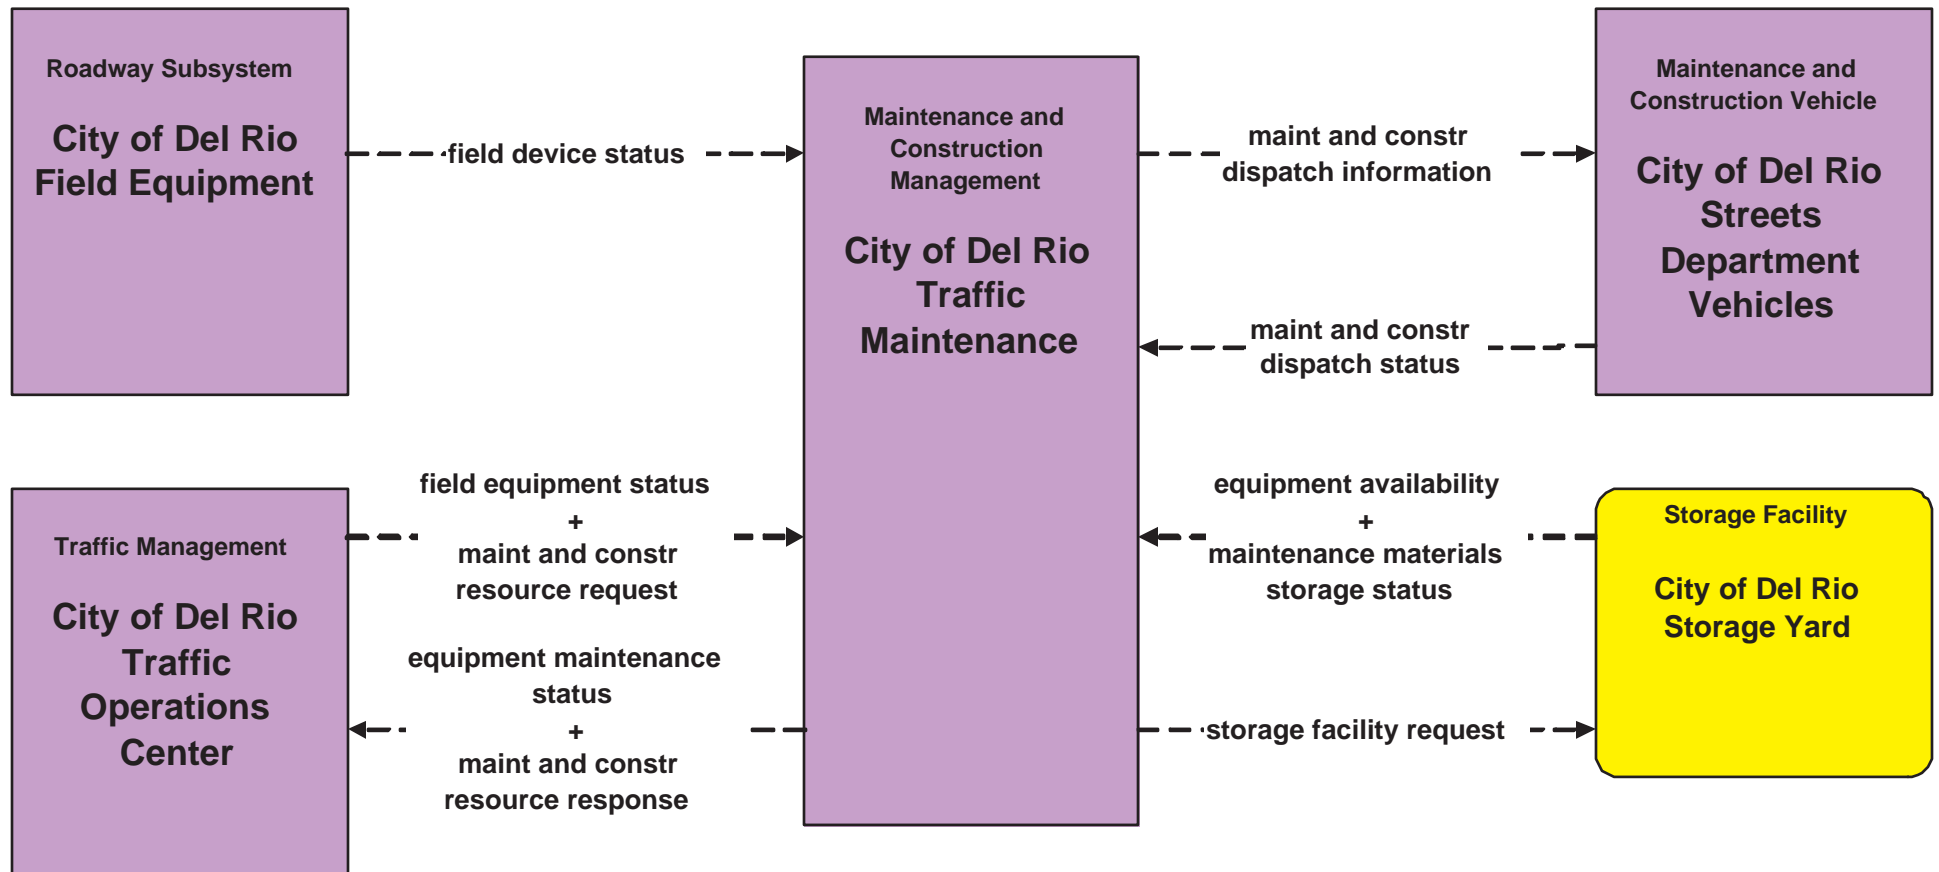 Roadway Subsystem
City of Del Rio
Field Equipment
field device status
Maintenance and
Construction
Management
City of Del Rio
Traffic
Maintenance
maint and constr
dispatch information
Maintenance and
Construction Vehicle
City of Del Rio
Streets
Department
Vehicles
maint and constr
dispatch status
Traffic Management
City of Del Rio
Traffic
Operations
Center
field equipment status
+
maint and constr
resource request
equipment maintenance
status
+
maint and constr
resource response
equipment availability
+
maintenance materials
storage status
storage facility request
Storage Facility
City of Del Rio
Storage Yard